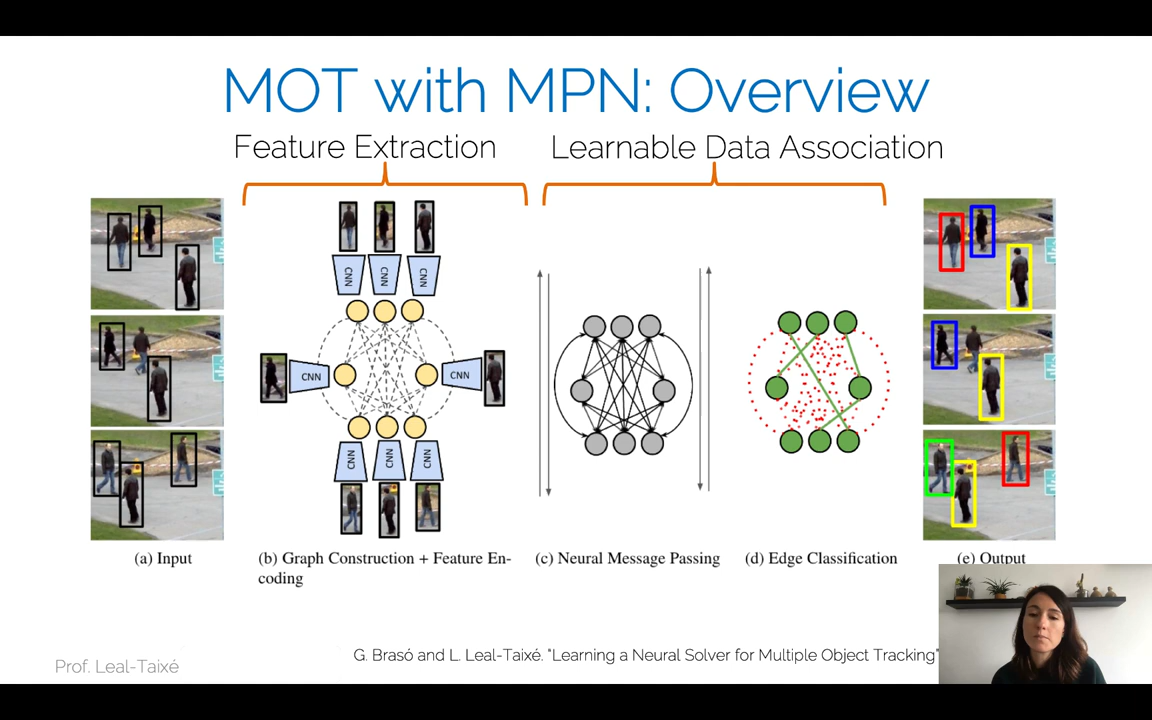 MOT with MPN: Overview
Feature Extraction
Learnable Data Association
CNN
CNN
CNN
CNN
CNN
CNN
CNN
CNN
(a) Input
(b) Graph Construction + Feature En-
coding
(c) Neural Message Passing
(d) Edge Classification
(e) Output
G. Brasó and L. Leal-Taixé. "Learning a Neural Solver for Multiple Object Tracking"
Prof. Leal-Taixé